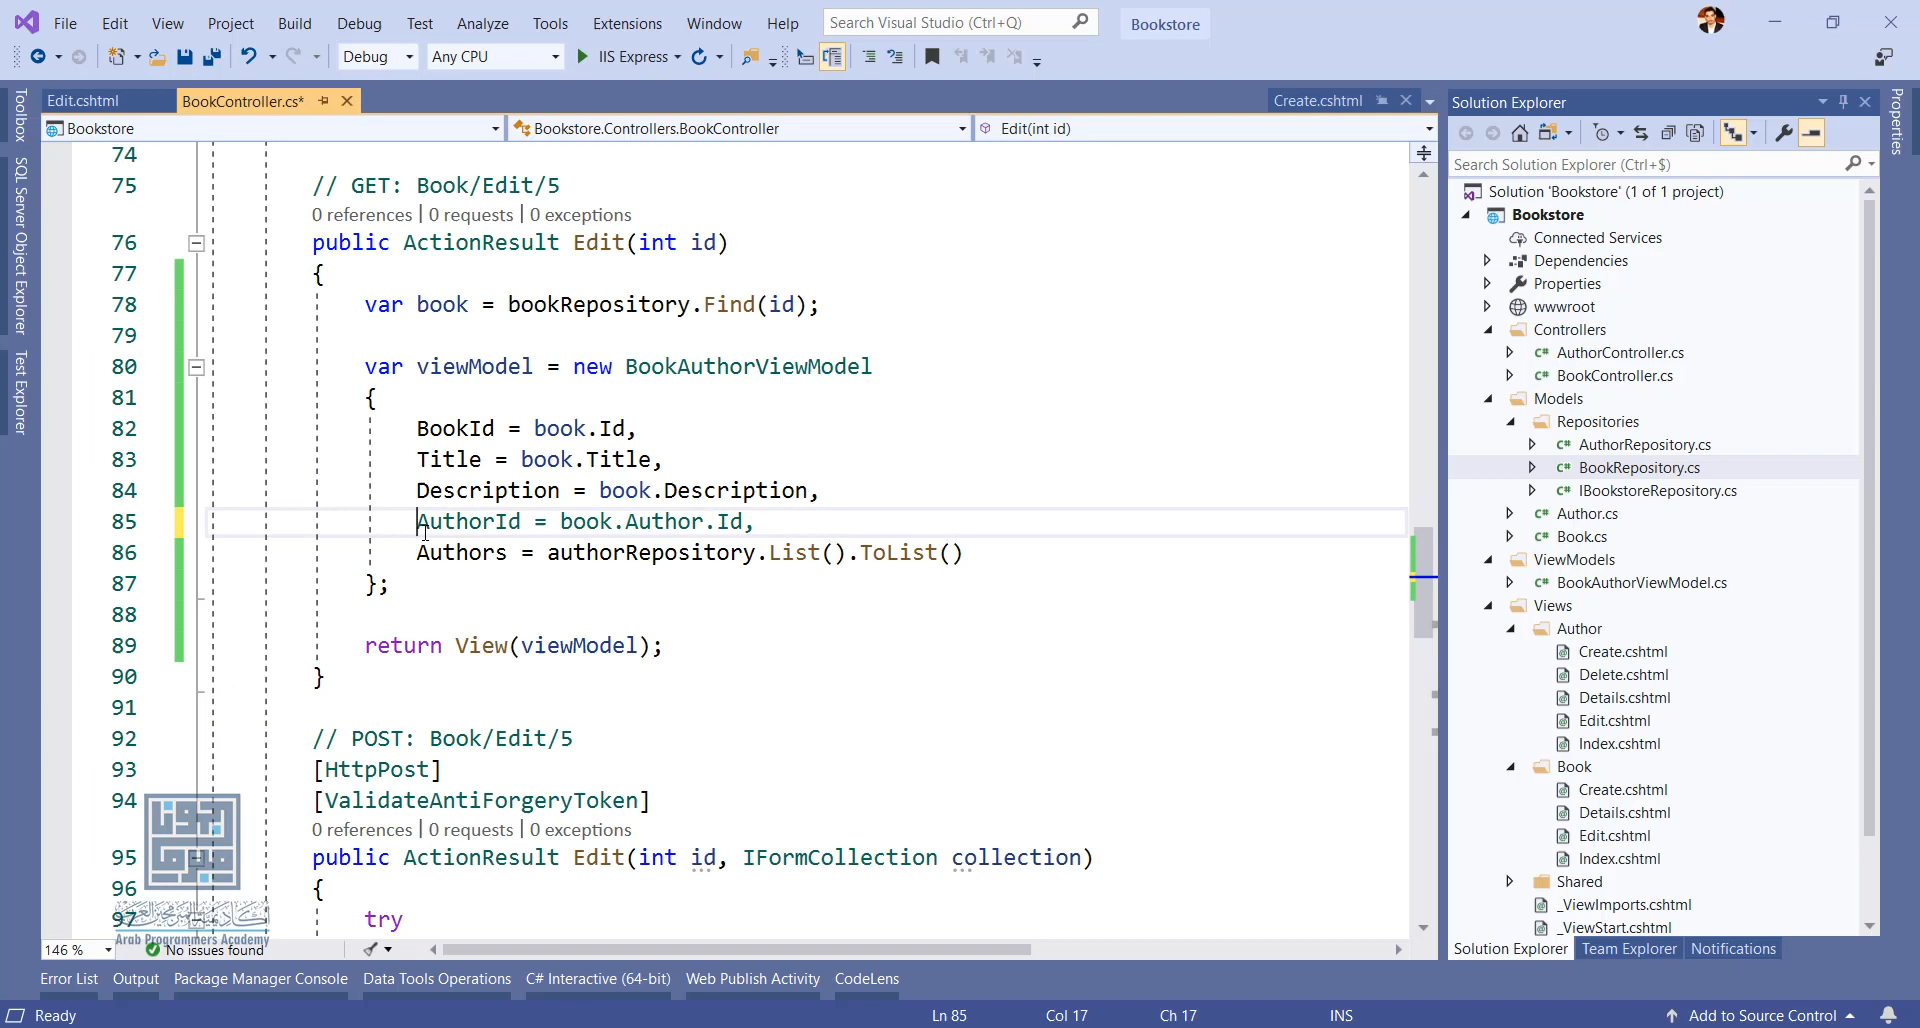 File Edit View Project Build Debug Test Analyze Tools Extensions Window Help Search Visual Studio (Ctrl+Q) Bookstore
Debug Any CPU IIS Express
Toolbox
SQL Server Object Explorer
Test Explorer
Edit.cshtml BookController.cs* Create.cshtml
Bookstore Bookstore.Controllers.BookController Edit(int id)
74
75 // GET: Book/Edit/5
0 references | 0 requests | 0 exceptions
76 public ActionResult Edit(int id)
77 {
78 var book = bookRepository.Find(id);
79
80 var viewModel = new BookAuthorViewModel
81 {
82 BookId = book.Id,
83 Title = book.Title,
84 Description = book.Description,
85 AuthorId = book.Author.Id,
86 Authors = authorRepository.List().ToList()
87 };
88
89 return View(viewModel);
90 }
91
92 // POST: Book/Edit/5
93 [HttpPost]
94 [ValidateAntiForgeryToken]
0 references | 0 requests | 0 exceptions
95 public ActionResult Edit(int id, IFormCollection collection)
96 {
97 try
Arab Programmers Academy
146 % No issues found
Solution Explorer
Search Solution Explorer (Ctrl+$)
Solution 'Bookstore' (1 of 1 project)
Bookstore
Connected Services
Dependencies
Properties
wwwroot
Controllers
C# AuthorController.cs
C# BookController.cs
Models
Repositories
C# AuthorRepository.cs
C# BookRepository.cs
C# IBookstoreRepository.cs
C# Author.cs
C# Book.cs
ViewModels
C# BookAuthorViewModel.cs
Views
Author
Create.cshtml
Delete.cshtml
Details.cshtml
Edit.cshtml
Index.cshtml
Book
Create.cshtml
Details.cshtml
Edit.cshtml
Index.cshtml
Shared
_ViewImports.cshtml
_ViewStart.cshtml
Solution Explorer Team Explorer Notifications
Properties
Error List Output Package Manager Console Data Tools Operations C# Interactive (64-bit) Web Publish Activity CodeLens
Ready Ln 85 Col 17 Ch 17 INS Add to Source Control